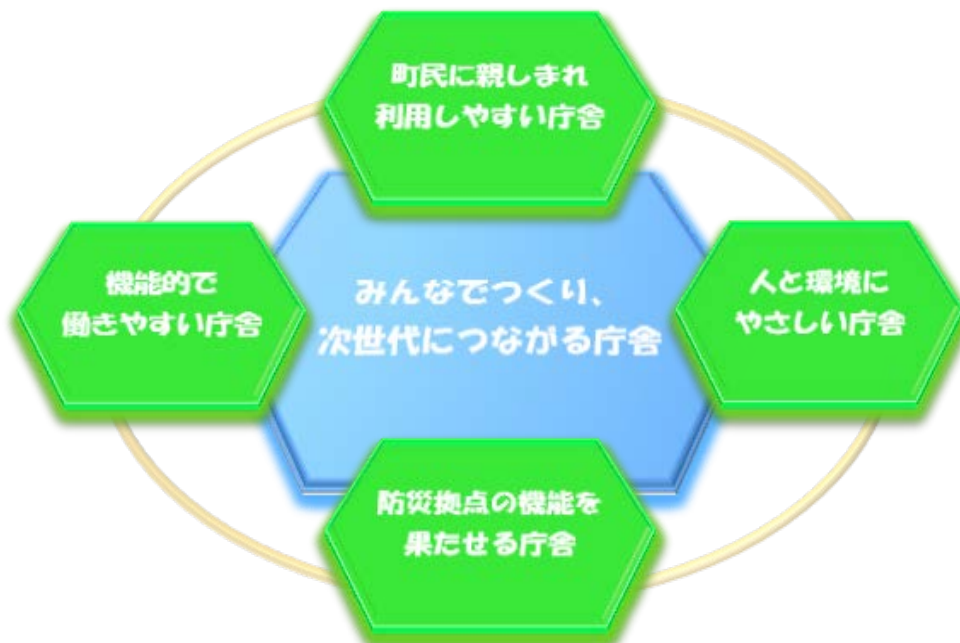 町民に親しまれ
利用しやすい庁舎
機能的で
働きやすい庁舎
みんなでつくり、
次世代につながる庁舎
人と環境に
やさしい庁舎
防災拠点の機能を
果たせる庁舎